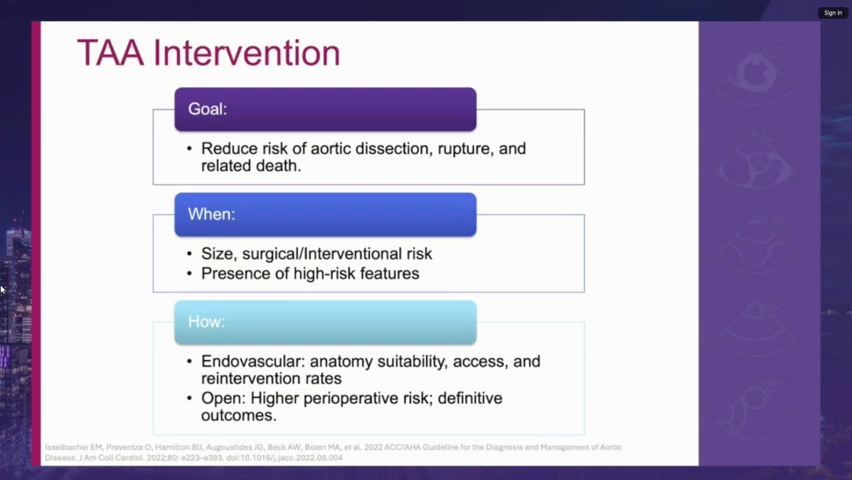 Sign in
TAA Intervention
Goal:
• Reduce risk of aortic dissection, rupture, and
related death.
When:
• Size, surgical/Interventional risk
• Presence of high-risk features
How:
• Endovascular: anatomy suitability, access, and
reintervention rates
• Open: Higher perioperative risk; definitive
outcomes.
Isselbacher EM, Preventza O, Hamilton BIJ, Augoustides JG, Beck AW, Bolen MA, et al. 2022 ACC/AHA Guideline for the Diagnosis and Management of Aortic
Disease. J Am Coll Cardiol. 2022;80: e223–e393. doi:10.1016/j.jacc.2022.08.004